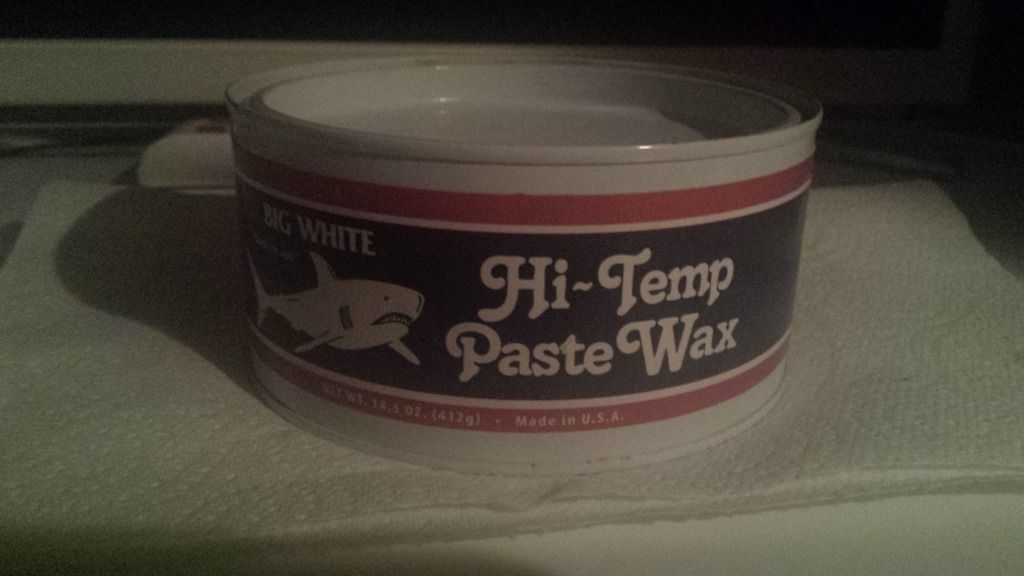 BIG WHITE
Hi-Temp
Paste Wax
NET WT. 14.5 OZ. (412g) • Made in U.S.A.